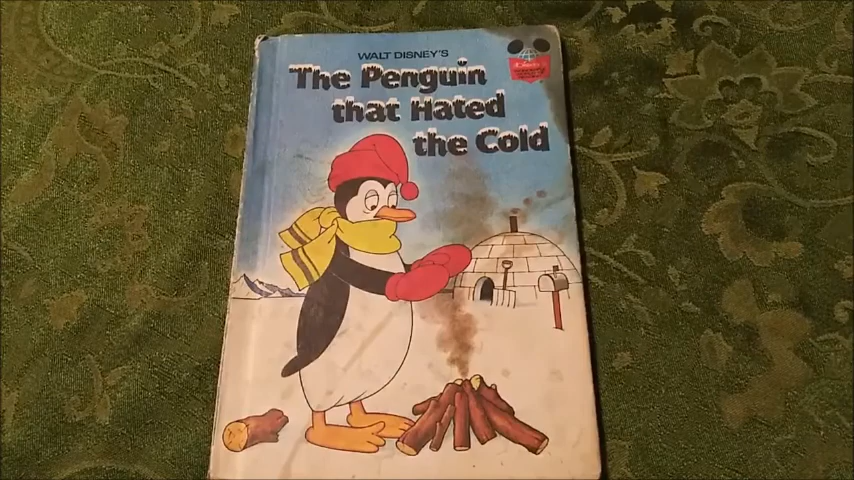 WALT DISNEY'S
The Penguin
that Hated
the Cold